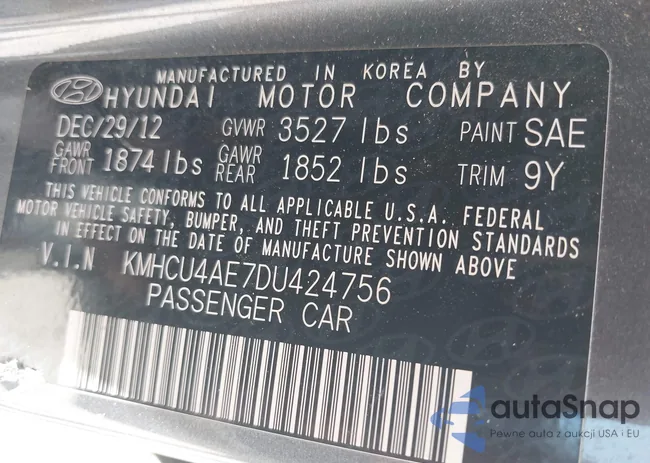 MANUFACTURED IN KOREA BY
HYUNDAI MOTOR COMPANY
DEC/29/12 GVWR 3527 lbs PAINT SAE
GAWR FRONT 1874 lbs GAWR REAR 1852 lbs TRIM 9Y
THIS VEHICLE CONFORMS TO ALL APPLICABLE U.S.A. FEDERAL
MOTOR VEHICLE SAFETY, BUMPER, AND THEFT PREVENTION STANDARDS
IN EFFECT ON THE DATE OF MANUFACTURE SHOWN ABOVE
V.I.N KMHCU4AE7DU424756
PASSENGER CAR
autaSnap
Pewne auta z aukcji USA i EU